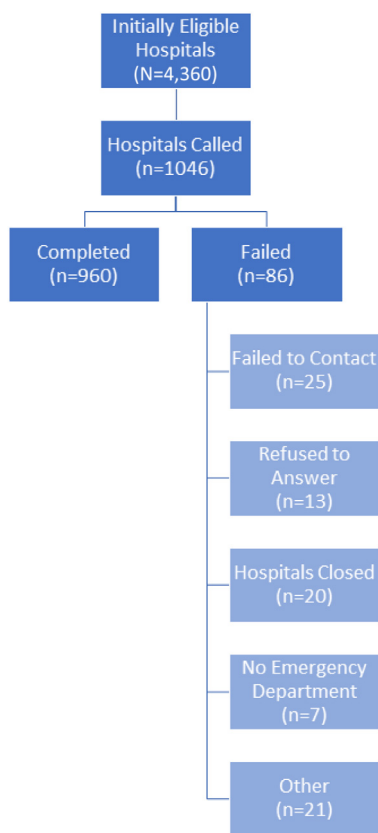 Initially Eligible
Hospitals
(N=4,360)
Hospitals Called
(n=1046)
Completed
(n=960)
Failed
(n=86)
Failed to Contact
(n=25)
Refused to
Answer
(n=13)
Hospitals Closed
(n=20)
No Emergency
Department
(n=7)
Other
(n=21)